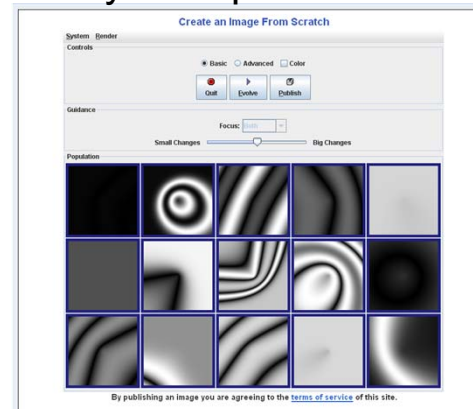 Create an Image From Scratch
System Render
Controls
Basic Advanced Color
Quit Evolve Publish
Guidance
Focus:
Small Changes Big Changes
Population
By publishing an image you are agreeing to the terms of service of this site.